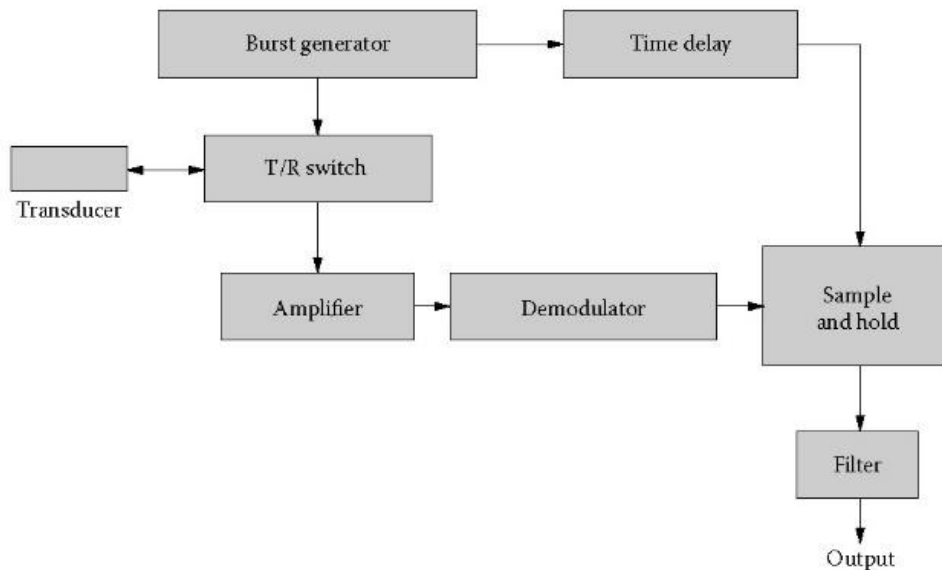 Burst generator
Time delay
T/R switch
Transducer
Amplifier
Demodulator
Sample
and hold
Filter
Output